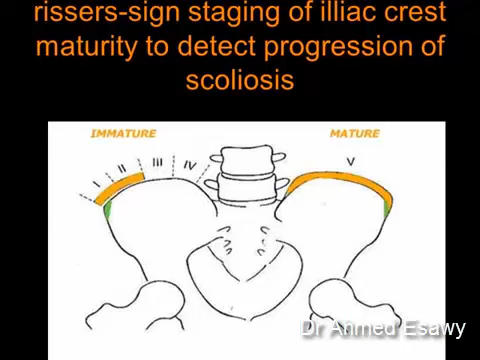 rissers-sign staging of illiac crest
maturity to detect progression of
scoliosis
IMMATURE
MATURE
I II III IV
V
Dr Ahmed Esawy